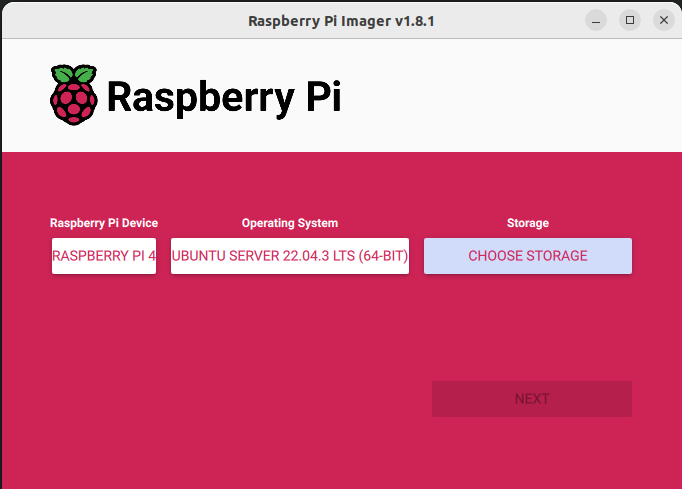 Raspberry Pi Imager v1.8.1
Raspberry Pi
Raspberry Pi Device
Operating System
Storage
RASPBERRY PI 4
UBUNTU SERVER 22.04.3 LTS (64-BIT)
CHOOSE STORAGE
NEXT